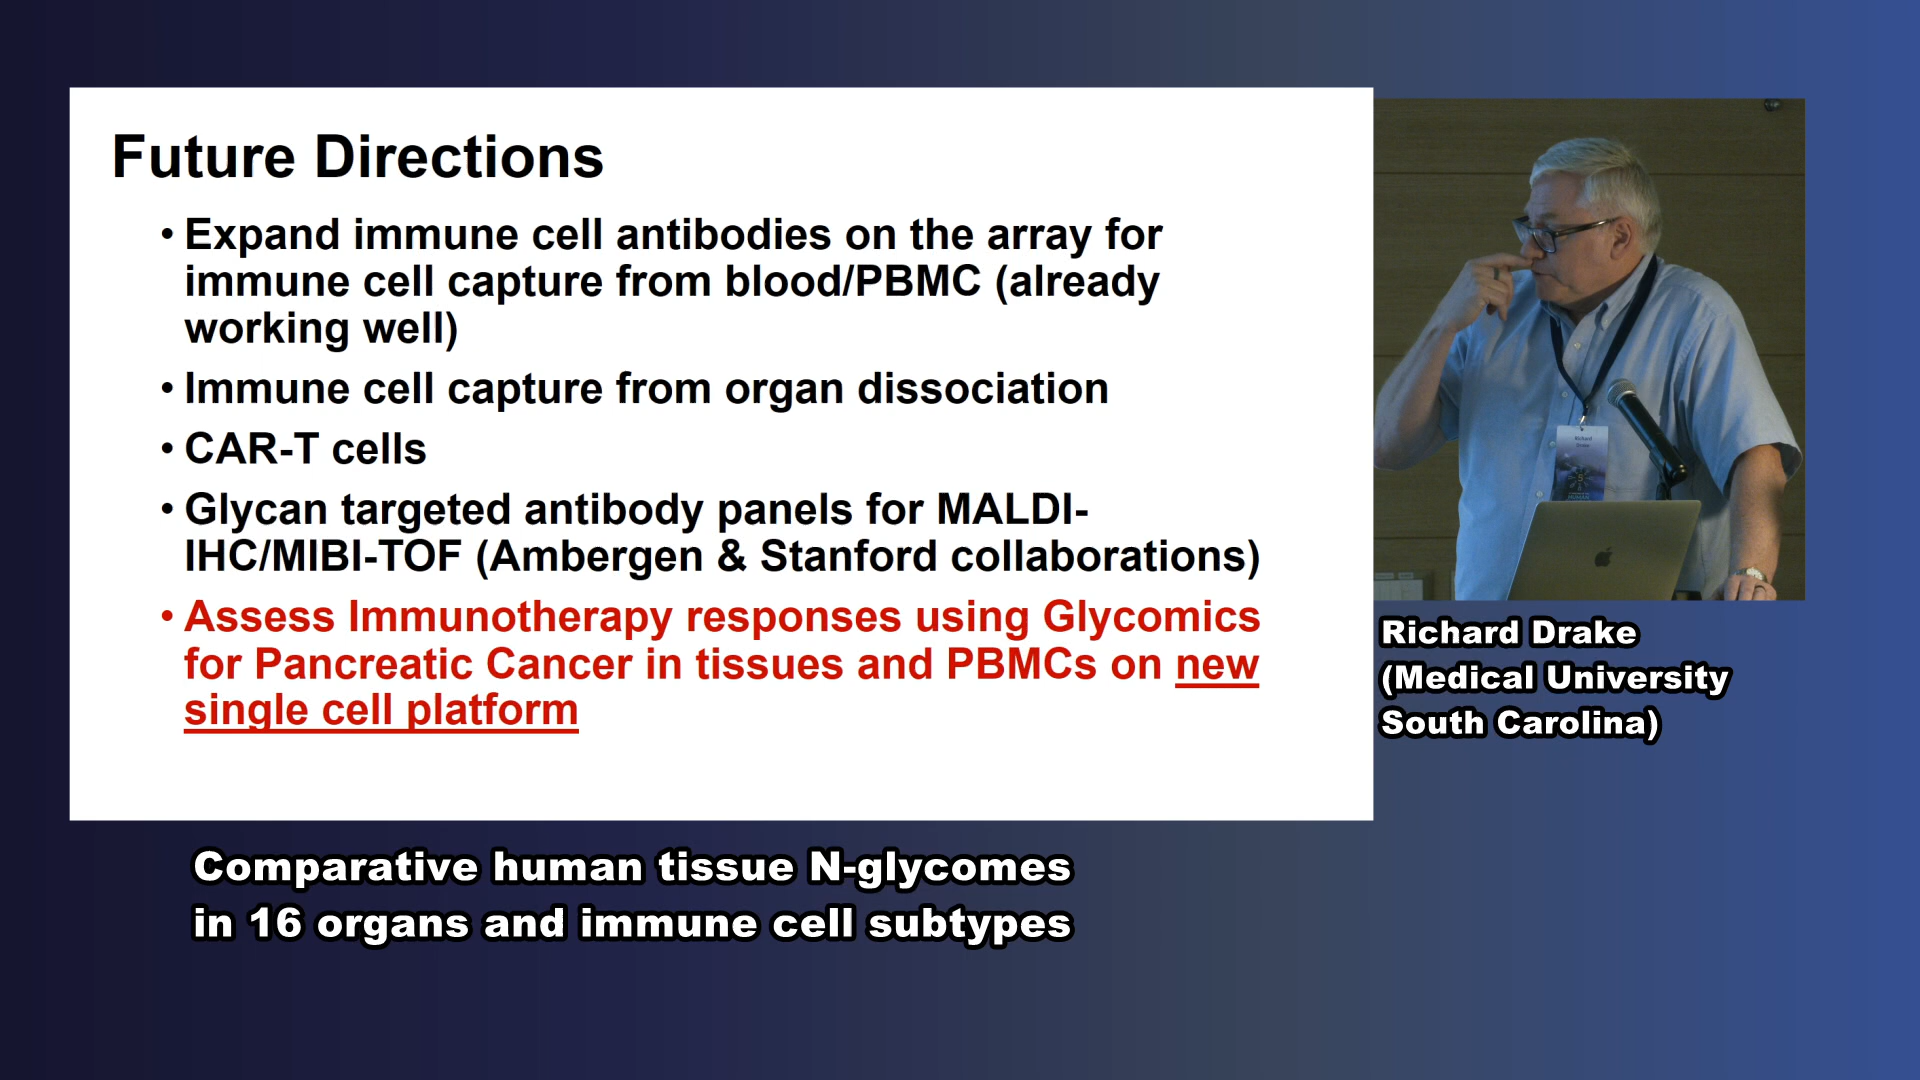 Future Directions
• Expand immune cell antibodies on the array for
immune cell capture from blood/PBMC (already
working well)
• Immune cell capture from organ dissociation
• CAR-T cells
• Glycan targeted antibody panels for MALDI-
IHC/MIBI-TOF (Ambergen & Stanford collaborations)
• Assess Immunotherapy responses using Glycomics
for Pancreatic Cancer in tissues and PBMCs on new
single cell platform
Richard
Drake
Richard Drake
(Medical University
South Carolina)
Comparative human tissue N-glycomes
in 16 organs and immune cell subtypes